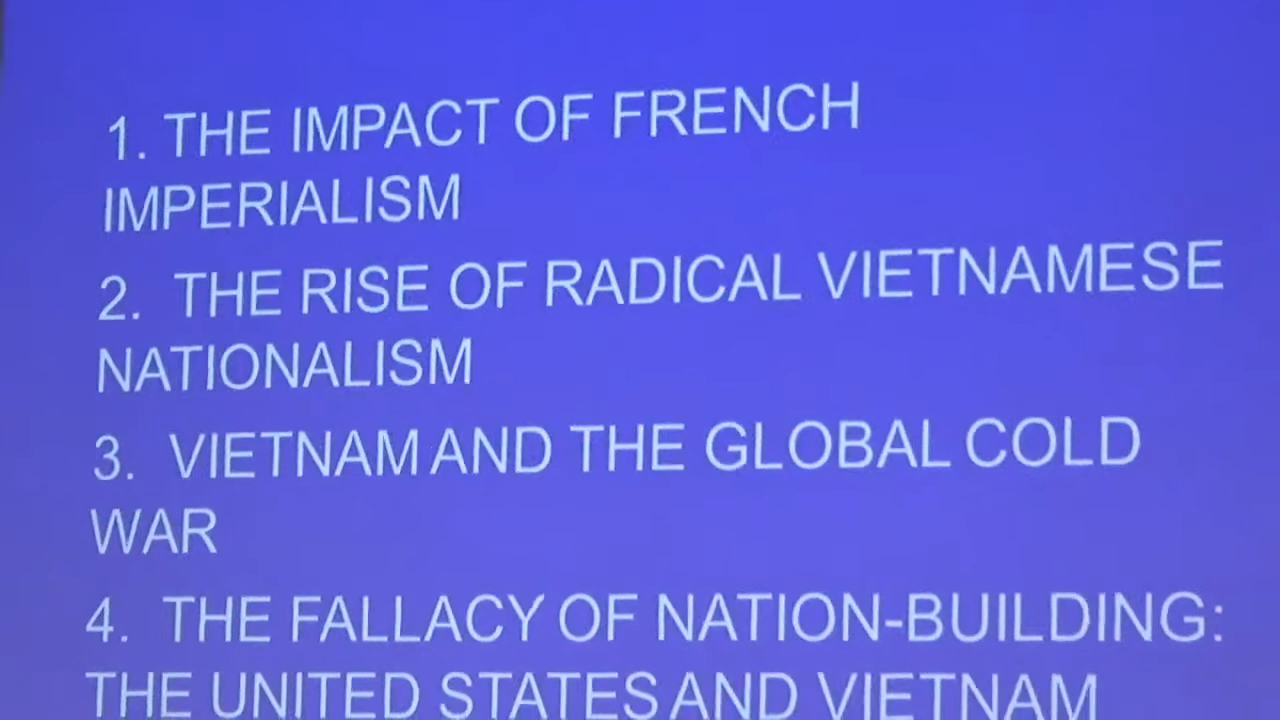 1. THE IMPACT OF FRENCH
IMPERIALISM
2. THE RISE OF RADICAL VIETNAMESE
NATIONALISM
3. VIETNAM AND THE GLOBAL COLD
WAR
4. THE FALLACY OF NATION-BUILDING:
THE UNITED STATES AND VIETNAM